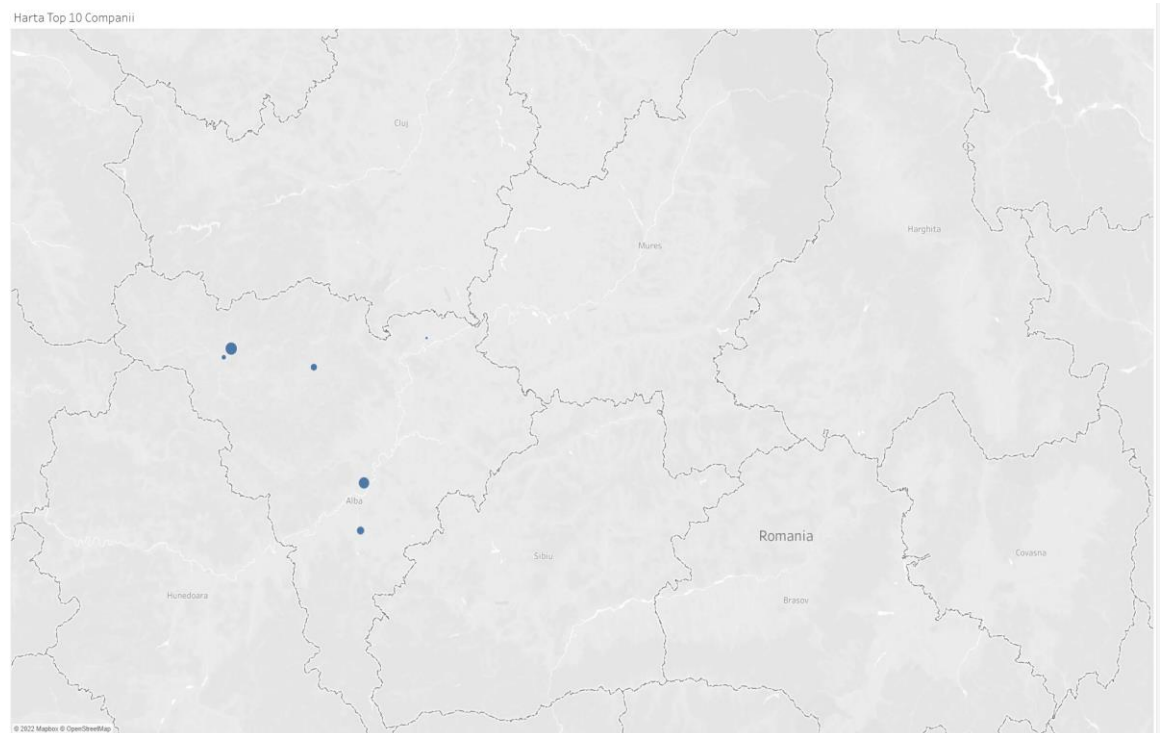 Harta Top 10 Companii
Cluj
Mures
Harghita
Alba
Romania
Sibiu
Covasna
Hunedoara
Brasov
© 2022 Mapbox © OpenStreetMap